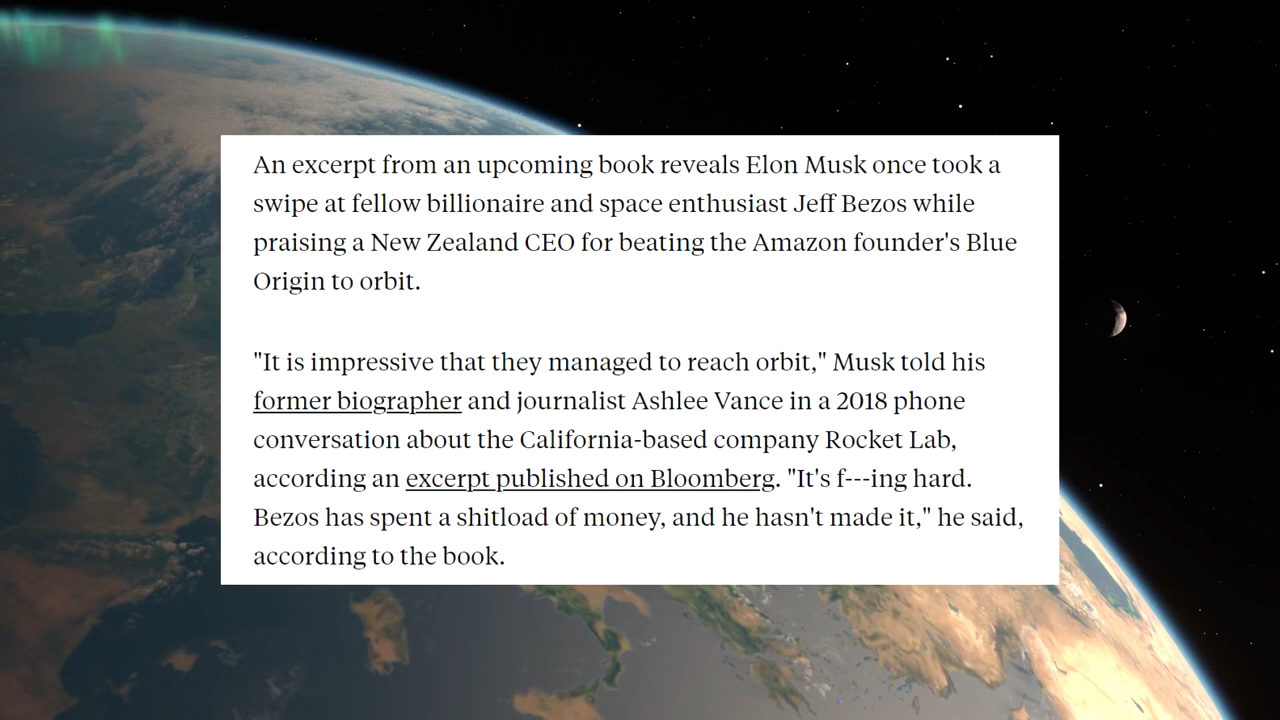 An excerpt from an upcoming book reveals Elon Musk once took a
swipe at fellow billionaire and space enthusiast Jeff Bezos while
praising a New Zealand CEO for beating the Amazon founder's Blue
Origin to orbit.
"It is impressive that they managed to reach orbit," Musk told his
former biographer and journalist Ashlee Vance in a 2018 phone
conversation about the California-based company Rocket Lab,
according an excerpt published on Bloomberg. "It's f---ing hard.
Bezos has spent a shitload of money, and he hasn't made it," he said,
according to the book.